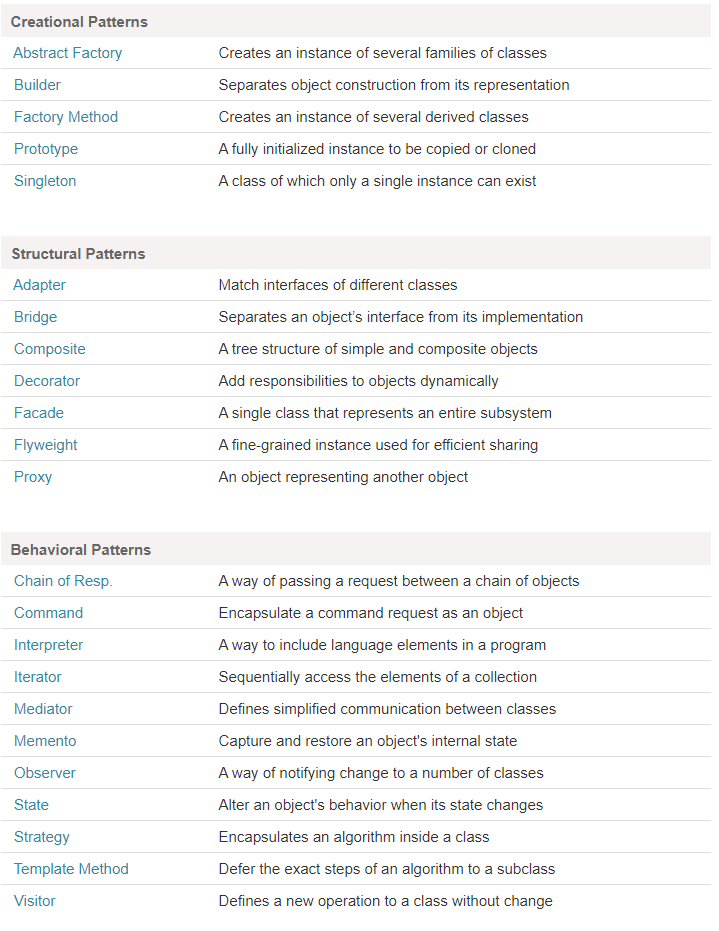 Creational Patterns
Abstract Factory Creates an instance of several families of classes
Builder Separates object construction from its representation
Factory Method Creates an instance of several derived classes
Prototype A fully initialized instance to be copied or cloned
Singleton A class of which only a single instance can exist
Structural Patterns
Adapter Match interfaces of different classes
Bridge Separates an object’s interface from its implementation
Composite A tree structure of simple and composite objects
Decorator Add responsibilities to objects dynamically
Facade A single class that represents an entire subsystem
Flyweight A fine-grained instance used for efficient sharing
Proxy An object representing another object
Behavioral Patterns
Chain of Resp. A way of passing a request between a chain of objects
Command Encapsulate a command request as an object
Interpreter A way to include language elements in a program
Iterator Sequentially access the elements of a collection
Mediator Defines simplified communication between classes
Memento Capture and restore an object's internal state
Observer A way of notifying change to a number of classes
State Alter an object's behavior when its state changes
Strategy Encapsulates an algorithm inside a class
Template Method Defer the exact steps of an algorithm to a subclass
Visitor Defines a new operation to a class without change